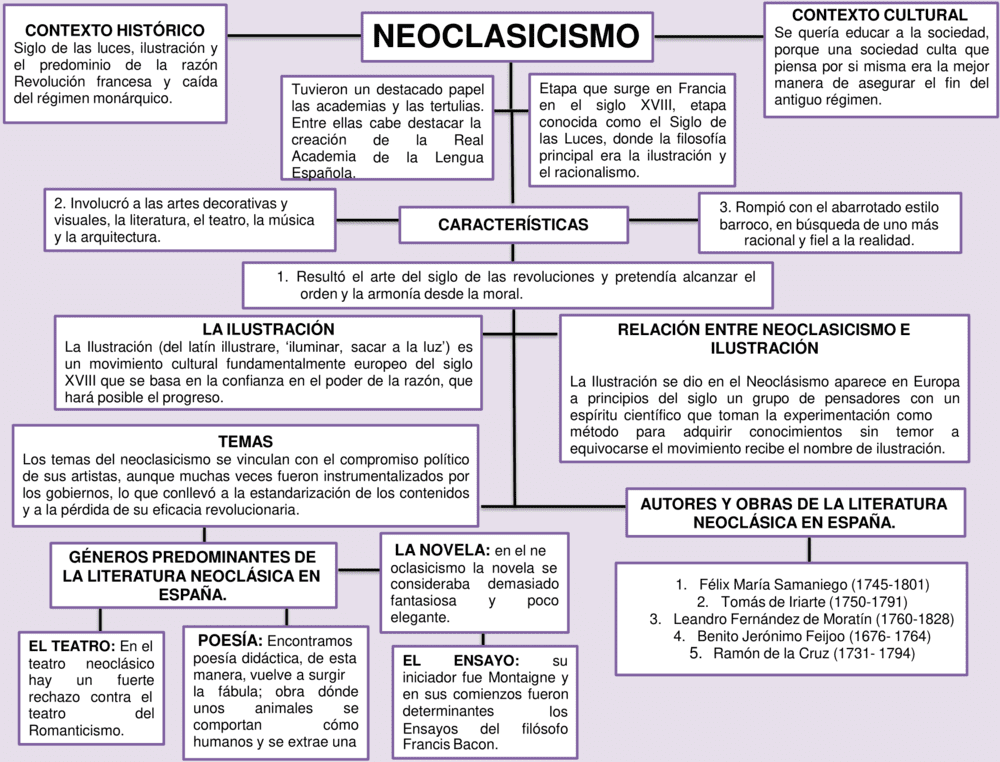 NEOCLASICISMO
CONTEXTO HISTÓRICO
Siglo de las luces, ilustración y
el predominio de la razón
Revolución francesa y caída
del régimen monárquico.
CONTEXTO CULTURAL
Se quería educar a la sociedad,
porque una sociedad culta que
piensa por si misma era la mejor
manera de asegurar el fin del
antiguo régimen.
Tuvieron un destacado papel
las academias y las tertulias.
Entre ellas cabe destacar la
creación de la Real
Academia de la Lengua
Española.
Etapa que surge en Francia
en el siglo XVIII, etapa
conocida como el Siglo de
las Luces, donde la filosofía
principal era la ilustración y
el racionalismo.
2. Involucró a las artes decorativas y
visuales, la literatura, el teatro, la música
y la arquitectura.
CARACTERÍSTICAS
3. Rompió con el abarrotado estilo
barroco, en búsqueda de uno más
racional y fiel a la realidad.
1. Resultó el arte del siglo de las revoluciones y pretendía alcanzar el
orden y la armonía desde la moral.
LA ILUSTRACIÓN
La Ilustración (del latín illustrare, ‘iluminar, sacar a la luz’) es
un movimiento cultural fundamentalmente europeo del siglo
XVIII que se basa en la confianza en el poder de la razón, que
hará posible el progreso.
RELACIÓN ENTRE NEOCLASICISMO E
ILUSTRACIÓN
La Ilustración se dio en el Neoclásismo aparece en Europa
a principios del siglo un grupo de pensadores con un
espíritu científico que toman la experimentación como
método para adquirir conocimientos sin temor a
equivocarse el movimiento recibe el nombre de ilustración.
TEMAS
Los temas del neoclasicismo se vinculan con el compromiso político
de sus artistas, aunque muchas veces fueron instrumentalizados por
los gobiernos, lo que conllevó a la estandarización de los contenidos
y a la pérdida de su eficacia revolucionaria.
AUTORES Y OBRAS DE LA LITERATURA
NEOCLÁSICA EN ESPAÑA.
GÉNEROS PREDOMINANTES DE
LA LITERATURA NEOCLÁSICA EN
ESPAÑA.
LA NOVELA: en el ne
oclasicismo la novela se
consideraba demasiado
fantasiosa y poco
elegante.
1. Félix María Samaniego (1745-1801)
2. Tomás de Iriarte (1750-1791)
3. Leandro Fernández de Moratín (1760-1828)
4. Benito Jerónimo Feijoo (1676- 1764)
5. Ramón de la Cruz (1731- 1794)
EL TEATRO: En el
teatro neoclásico
hay un fuerte
rechazo contra el
teatro del
Romanticismo.
POESÍA: Encontramos
poesía didáctica, de esta
manera, vuelve a surgir
la fábula; obra dónde
unos animales se
comportan cómo
humanos y se extrae una
EL ENSAYO: su
iniciador fue Montaigne y
en sus comienzos fueron
determinantes los
Ensayos del filósofo
Francis Bacon.